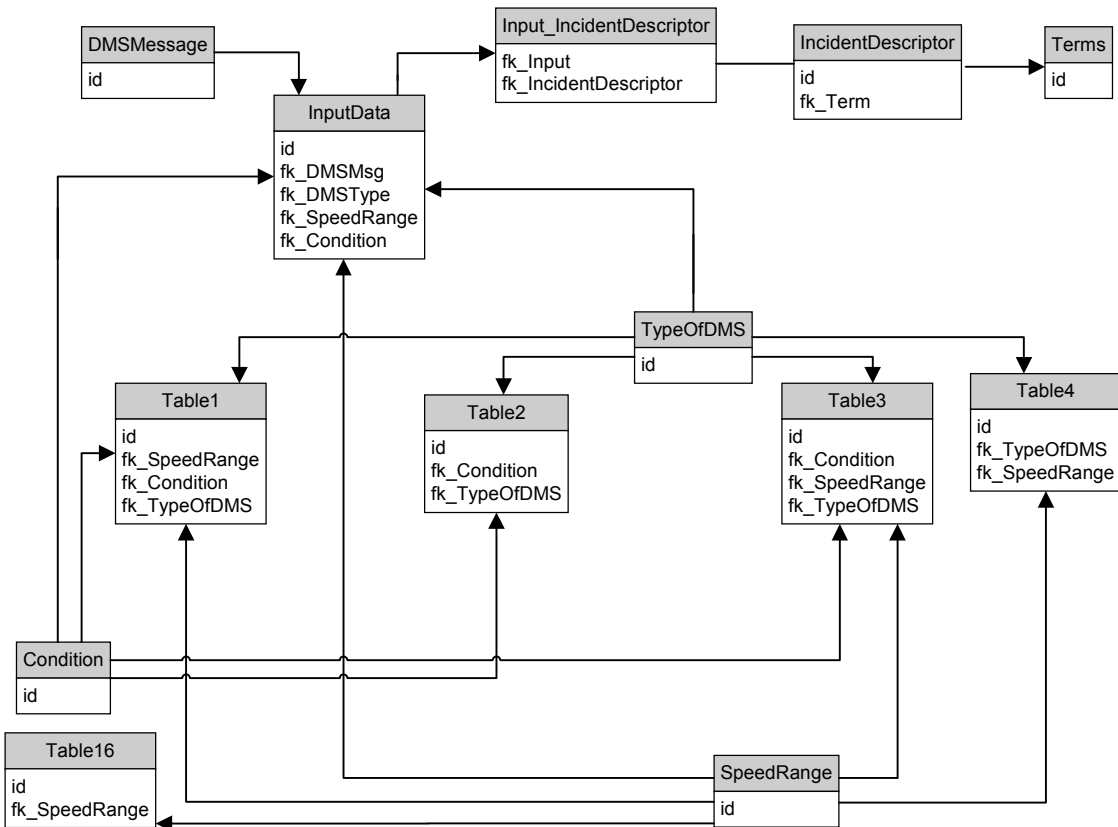 DMSMessage
id
Input_IncidentDescriptor
fk_Input
fk_IncidentDescriptor
IncidentDescriptor
id
fk_Term
Terms
id
InputData
id
fk_DMSMsg
fk_DMSType
fk_SpeedRange
fk_Condition
TypeOfDMS
id
Table1
id
fk_SpeedRange
fk_Condition
fk_TypeOfDMS
Table2
id
fk_Condition
fk_TypeOfDMS
Table3
id
fk_Condition
fk_SpeedRange
fk_TypeOfDMS
Table4
id
fk_TypeOfDMS
fk_SpeedRange
Condition
id
Table16
id
fk_SpeedRange
SpeedRange
id